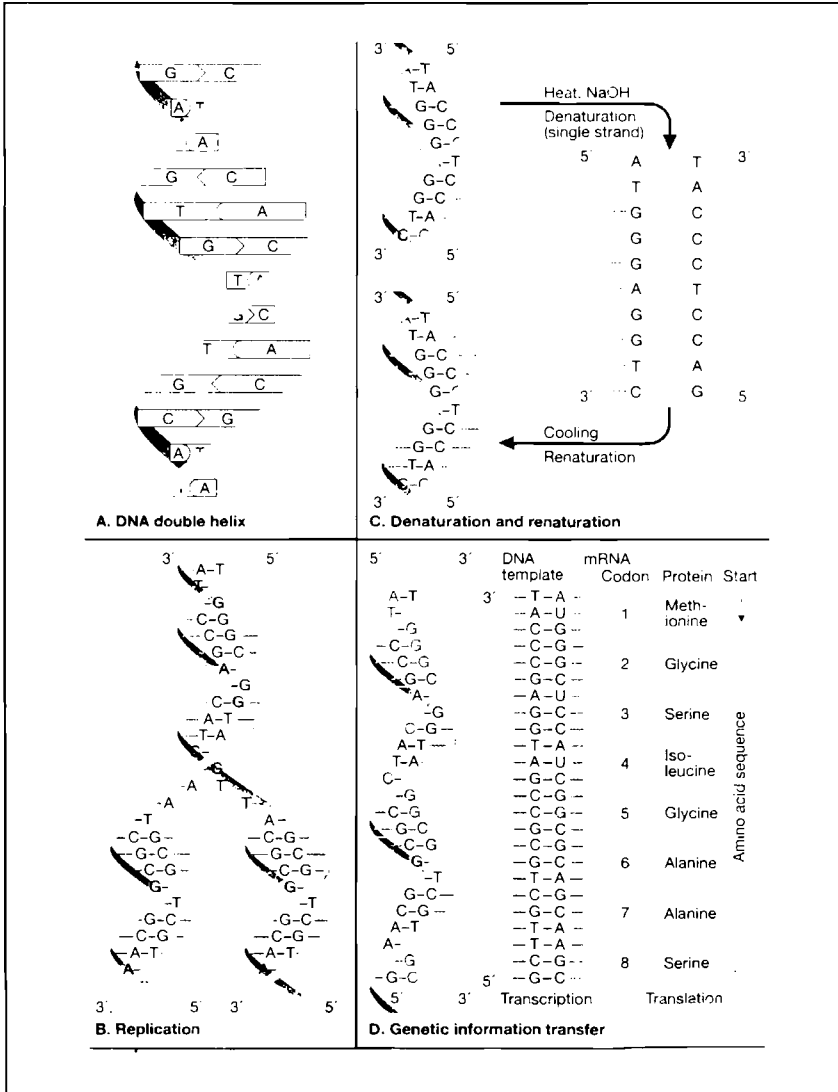 G C
A T
A
G C
T A
G C
T
C
T A
G C
C G
A T
A
A. DNA double helix
3´ 5´
-T
T-A
G-C
G-C
G-C
-T
G-C
G-C
T-A
C-
3´ 5´
3´ 5´
-T
T-A
G-C
G-C
G-
-T
G-C
G-C
T-A
C-
3´ 5´
Heat. NaOH
Denaturation
(single strand)
5´ A T 3´
T A
G C
G C
G C
A T
G C
G C
T A
3´ C G 5
Cooling
Renaturation
C. Denaturation and renaturation
3´ 5´
A-T
T-
-G
-C-G
-C-G
G-C-
A-
-G
C-G
-A-T
-TA
G
A T T
-A T-
-T A-
-C-G- -C-G
-G-C -G-C
-C-G -C-G
G- G-
-T -T
-G-C -G-C
-C-G -C-G
-A-T -A-T
A-
3´ 5´ 3´ 5´
B. Replication
5´ 3´
A-T
T-
-G
-C-G
-C-G
-G-C
A-
-G
C-G
A-T
T-A
C-
-G
-C-G
-G-C
-C-G
G-
-T
G-C
C-G
A-T
A-
-G
-G-C
5´ 3´
DNA mRNA
template Codon Protein Start
3´ -T-A-
-A-U- 1 Meth-
ionine
-C-G-
-C-G-
-C-G- 2 Glycine
-G-C-
-A-U-
-G-C- 3 Serine
-C-G-
-T-A-
-A-U- 4 Iso-
leucine
-G-C-
-C-G-
-C-G- 5 Glycine
-G-C-
-C-G-
-G-C- 6 Alanine
-T-A-
-C-G-
-G-C- 7 Alanine
-T-A-
-T-A-
-C-G- 8 Serine
5´ -G-C-
Amino acid sequence
Transcription Translation
D. Genetic information transfer